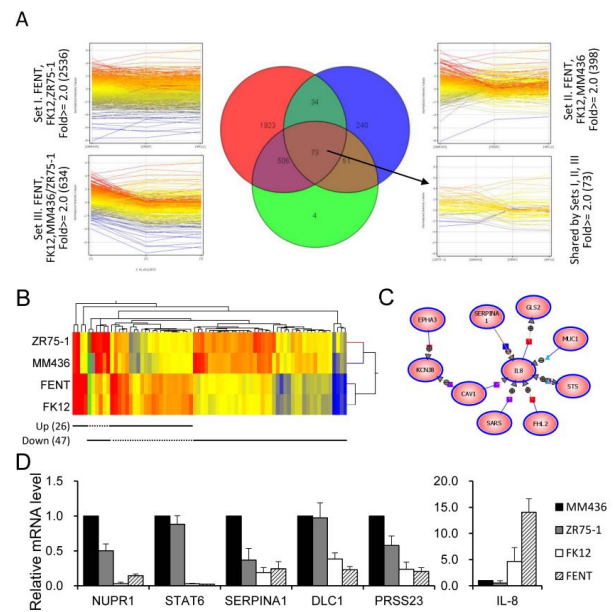 A
Set I. FENT,
FK12,ZR75-1
Fold>= 2.0 (2536)
Set II. FENT,
FK12,MM436
Fold>= 2.0 (398)
Set III, FENT,
FK12,MM436/ZR75-1
Fold>= 2.0 (634)
Shared by Sets I, II, III
Fold>= 2.0 (73)
1923
34
240
506
73
51
4
B
ZR75-1
MM436
FENT
FK12
Up (26)
Down (47)
C
EPHA3
SERPINA
1
GLS2
MUC1
KCNJ8
IL8
CAV1
STS
SARS
FHL2
D
Relative mRNA level
1.5
1.0
0.5
0.0
NUPR1
STAT6
SERPINA1
DLC1
PRSS23
20.0
15.0
10.0
5.0
0.0
IL-8
MM436
ZR75-1
FK12
FENT